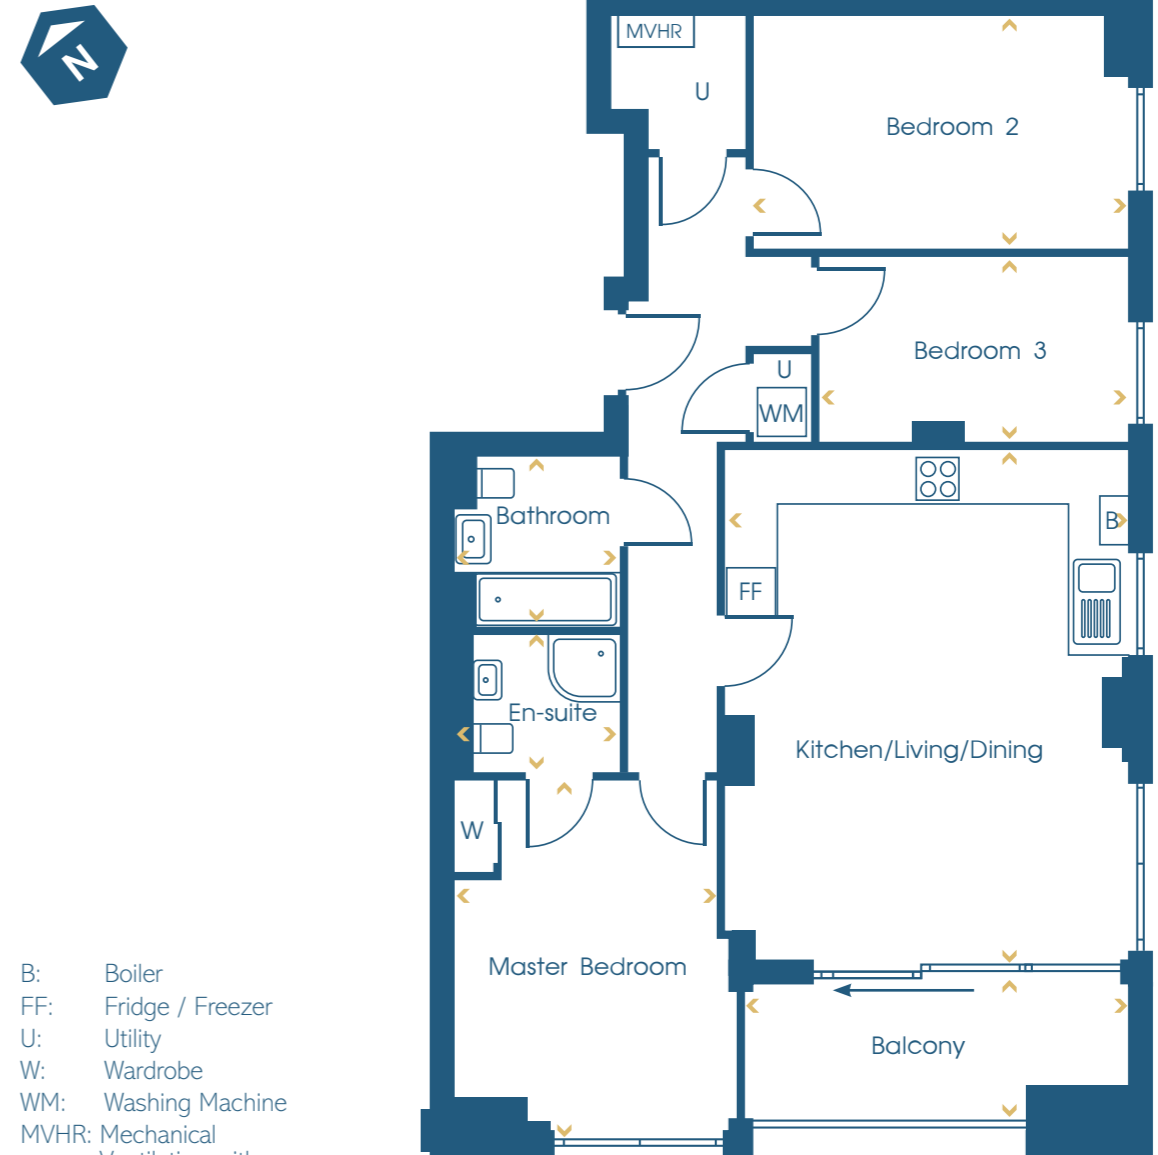 N
MVHR
U
Bedroom 2
Bedroom 3
U
WM
Bathroom
B
FF
En-suite
Kitchen/Living/Dining
W
Master Bedroom
Balcony
B: Boiler
FF: Fridge / Freezer
U: Utility
W: Wardrobe
WM: Washing Machine
MVHR: Mechanical